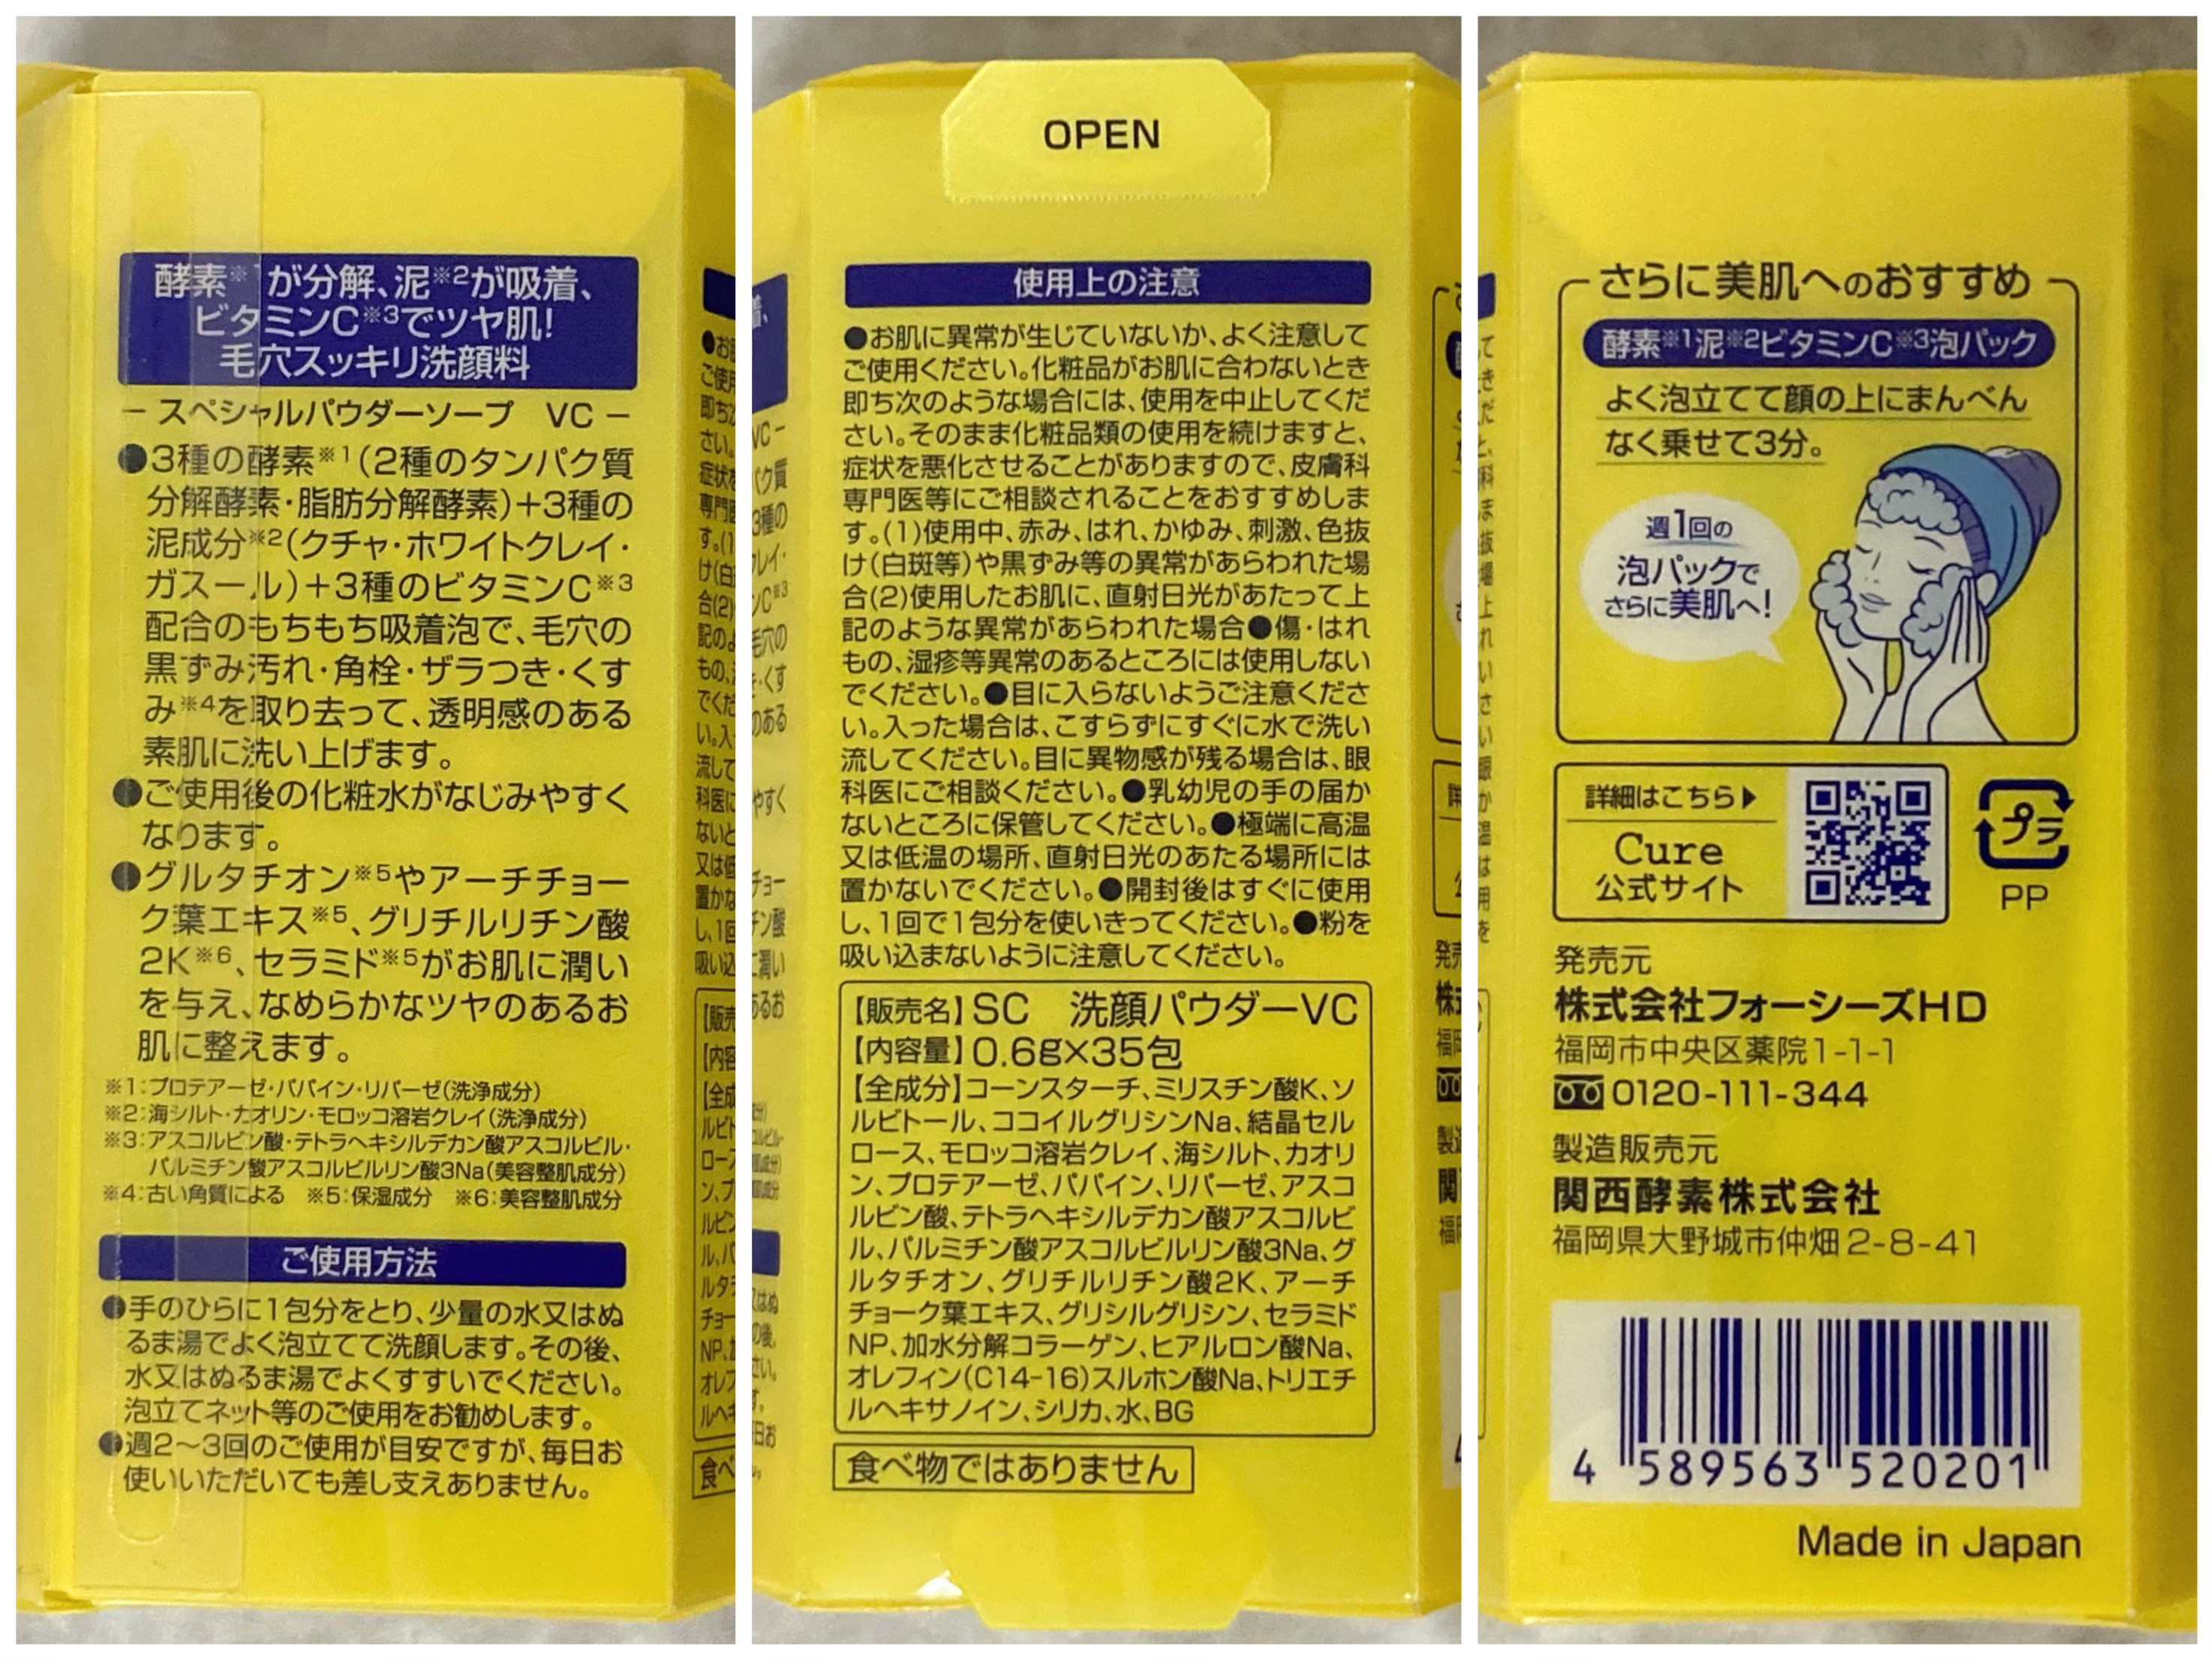 酵素※1が分解、泥※2が吸着、
ビタミンC※3でツヤ肌!
毛穴スッキリ洗顔料
− スペシャルパウダーソープ　VC −
●3種の酵素※1(2種のタンパク質
分解酵素・脂肪分解酵素)+3種の
泥成分※2(クチャ・ホワイトクレイ・
ガスール)+3種のビタミンC※3
配合のもちもち吸着泡で、毛穴の
黒ずみ汚れ・角栓・ザラつき・くす
み※4を取り去って、透明感のある
素肌に洗い上げます。
●ご使用後の化粧水がなじみやすく
なります。
●グルタチオン※5やアーチチョー
ク葉エキス※5、グリチルリチン酸
2K※6、セラミド※5がお肌に潤い
を与え、なめらかなツヤのあるお
肌に整えます。
※1:プロテアーゼ・パパイン・リパーゼ(洗浄成分)
※2:海シルト・カオリン・モロッコ溶岩クレイ(洗浄成分)
※3:アスコルビン酸・テトラヘキシルデカン酸アスコルビル・
パルミチン酸アスコルビルリン酸3Na(美容整肌成分)
※4:古い角質による　※5:保湿成分　※6:美容整肌成分
ご使用方法
●手のひらに1包分をとり、少量の水又はぬ
るま湯でよく泡立てて洗顔します。その後、
水又はぬるま湯でよくすすいでください。
泡立てネット等のご使用をお勧めします。
●週2〜3回のご使用が目安ですが、毎日お
使いいただいても差し支えありません。
OPEN
使用上の注意
●お肌に異常が生じていないか、よく注意して
ご使用ください。化粧品がお肌に合わないとき
即ち次のような場合には、使用を中止してくだ
さい。そのまま化粧品類の使用を続けますと、
症状を悪化させることがありますので、皮膚科
専門医等にご相談されることをおすすめしま
す。(1)使用中、赤み、はれ、かゆみ、刺激、色抜
け(白斑等)や黒ずみ等の異常があらわれた場
合(2)使用したお肌に、直射日光があたって上
記のような異常があらわれた場合●傷・はれ
もの、湿疹等異常のあるところには使用しない
でください。●目に入らないようご注意くださ
い。入った場合は、こすらずにすぐに水で洗い
流してください。目に異物感が残る場合は、眼
科医にご相談ください。●乳幼児の手の届か
ないところに保管してください。●極端に高温
又は低温の場所、直射日光のあたる場所には
置かないでください。●開封後はすぐに使用
し、1回で1包分を使いきってください。●粉を
吸い込まないように注意してください。
【販売名】SC　洗顔パウダーVC
【内容量】0.6g×35包
【全成分】コーンスターチ、ミリスチン酸K、ソ
ルビトール、ココイルグリシンNa、結晶セル
ロース、モロッコ溶岩クレイ、海シルト、カオリ
ン、プロテアーゼ、パパイン、リパーゼ、アスコ
ルビン酸、テトラヘキシルデカン酸アスコルビ
ル、パルミチン酸アスコルビルリン酸3Na、グ
ルタチオン、グリチルリチン酸2K、アーチ
チョーク葉エキス、グリシルグリシン、セラミド
NP、加水分解コラーゲン、ヒアルロン酸Na、
オレフィン(C14-16)スルホン酸Na、トリエチ
ルヘキサノイン、シリカ、水、BG
食べ物ではありません
さらに美肌へのおすすめ
酵素※1泥※2ビタミンC※3泡パック
よく泡立てて顔の上にまんべん
なく乗せて3分。
週1回の
泡パックで
さらに美肌へ!
詳細はこちら▶
Cure
公式サイト
プラ
PP
発売元
株式会社フォーシーズHD
福岡市中央区薬院1-1-1
0120-111-344
製造販売元
関西酵素株式会社
福岡県大野城市仲畑2-8-41
4 589563 520201
Made in Japan